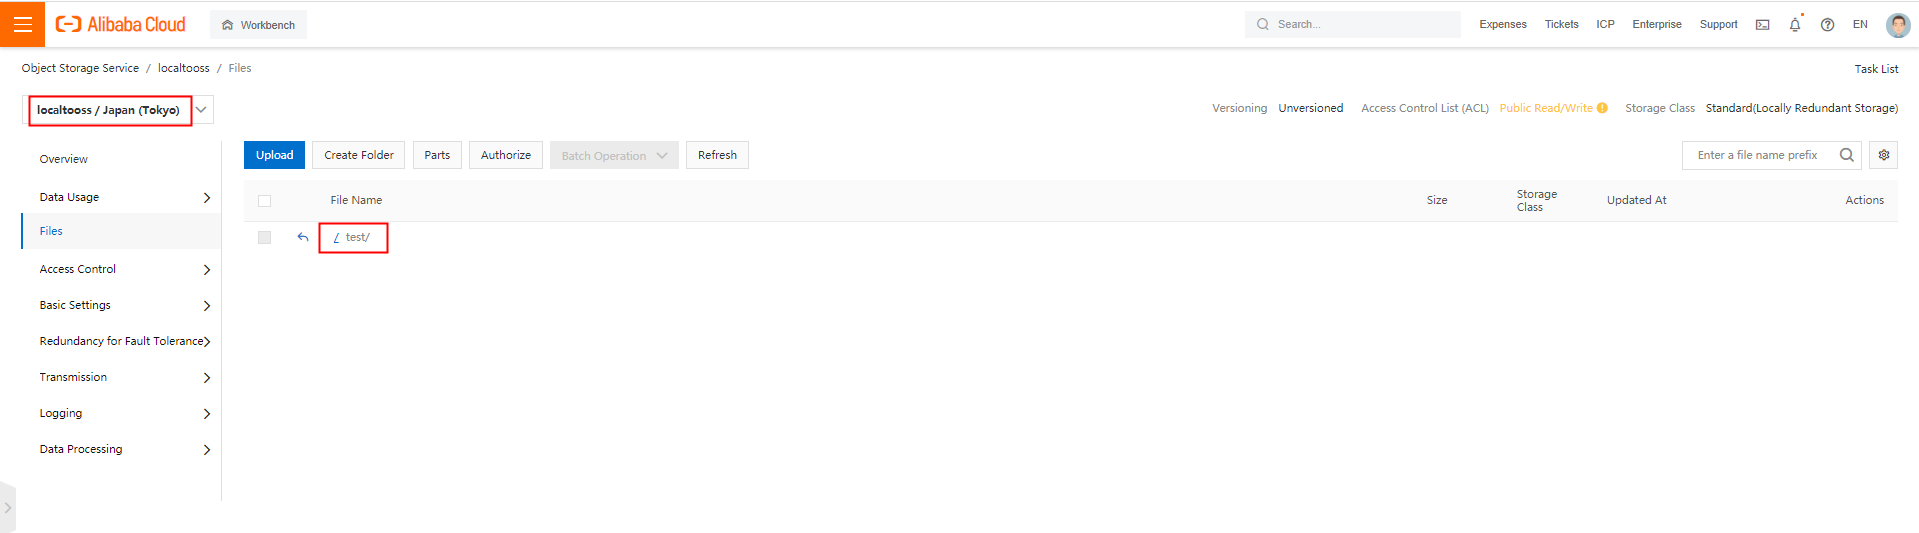 Alibaba Cloud Workbench Search... Expenses Tickets ICP Enterprise Support EN
Object Storage Service / localtooss / Files Task List
localtooss / Japan (Tokyo) Versioning Unversioned Access Control List (ACL) Public Read/Write Storage Class Standard(Locally Redundant Storage)
Overview
Data Usage
Files
Access Control
Basic Settings
Redundancy for Fault Tolerance
Transmission
Logging
Data Processing
Upload Create Folder Parts Authorize Batch Operation Refresh Enter a file name prefix
File Name Size Storage Class Updated At Actions
/ test/